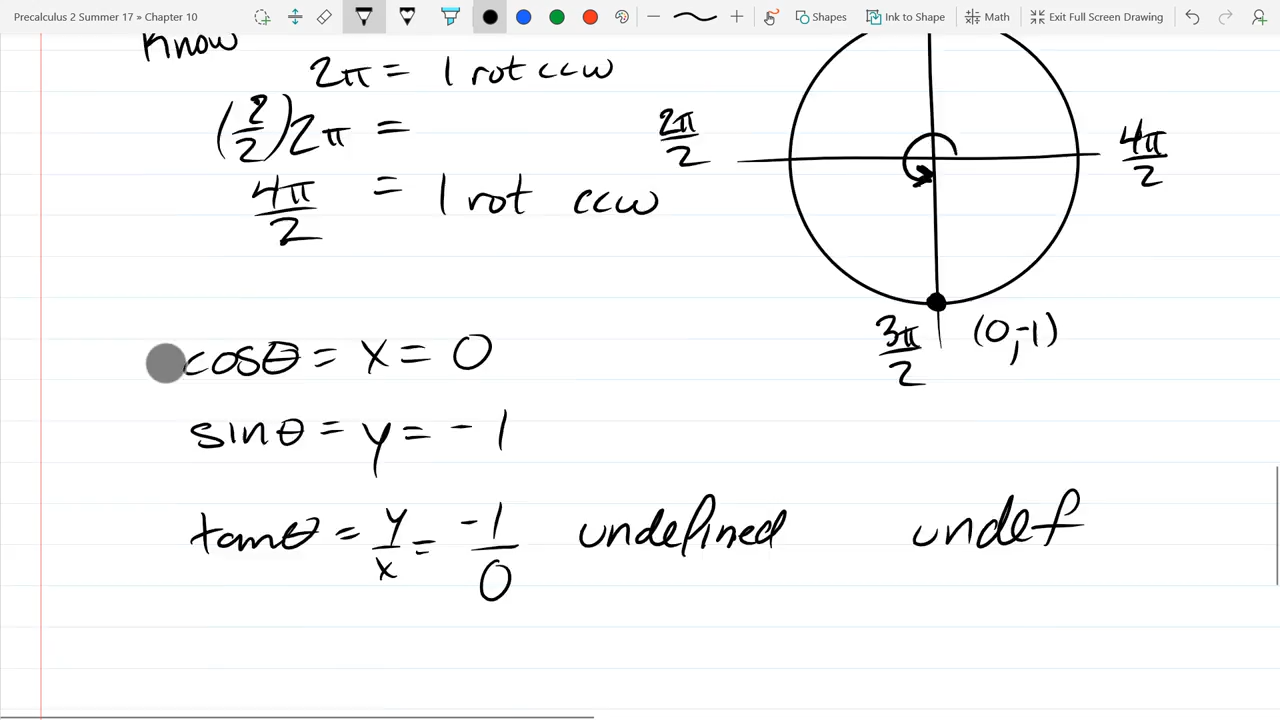 Precalculus 2 Summer 17 » Chapter 10
Shapes
Ink to Shape
Math
Exit Full Screen Drawing
Know
2π = 1 rot ccw
(2/2) 2π =
4π/2 = 1 rot ccw
2π/2
4π/2
3π/2
(0,-1)
cosθ = x = 0
sinθ = y = -1
tanθ = y/x = -1/0 undefined undef